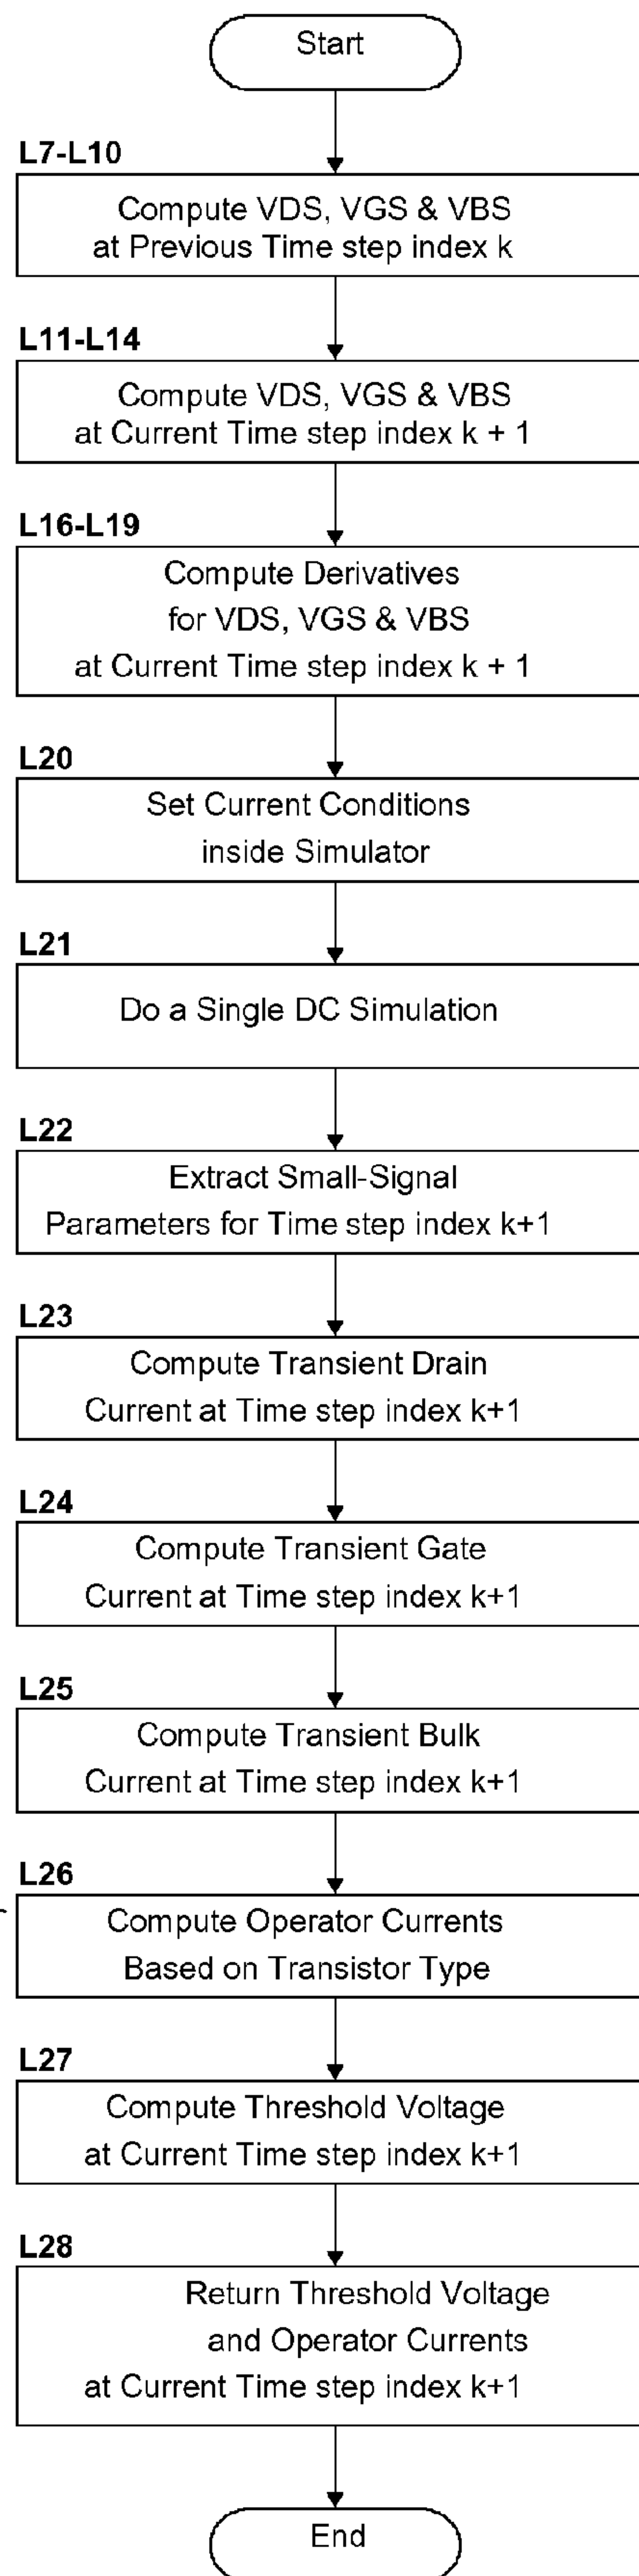 Start
L7-L10
Compute VDS, VGS & VBS
at Previous Time step index k
L11-L14
Compute VDS, VGS & VBS
at Current Time step index k + 1
L16-L19
Compute Derivatives
for VDS, VGS & VBS
at Current Time step index k + 1
L20
Set Current Conditions
inside Simulator
L21
Do a Single DC Simulation
L22
Extract Small-Signal
Parameters for Time step index k+1
L23
Compute Transient Drain
Current at Time step index k+1
L24
Compute Transient Gate
Current at Time step index k+1
L25
Compute Transient Bulk
Current at Time step index k+1
L26
Compute Operator Currents
Based on Transistor Type
L27
Compute Threshold Voltage
at Current Time step index k+1
L28
Return Threshold Voltage
and Operator Currents
at Current Time step index k+1
End